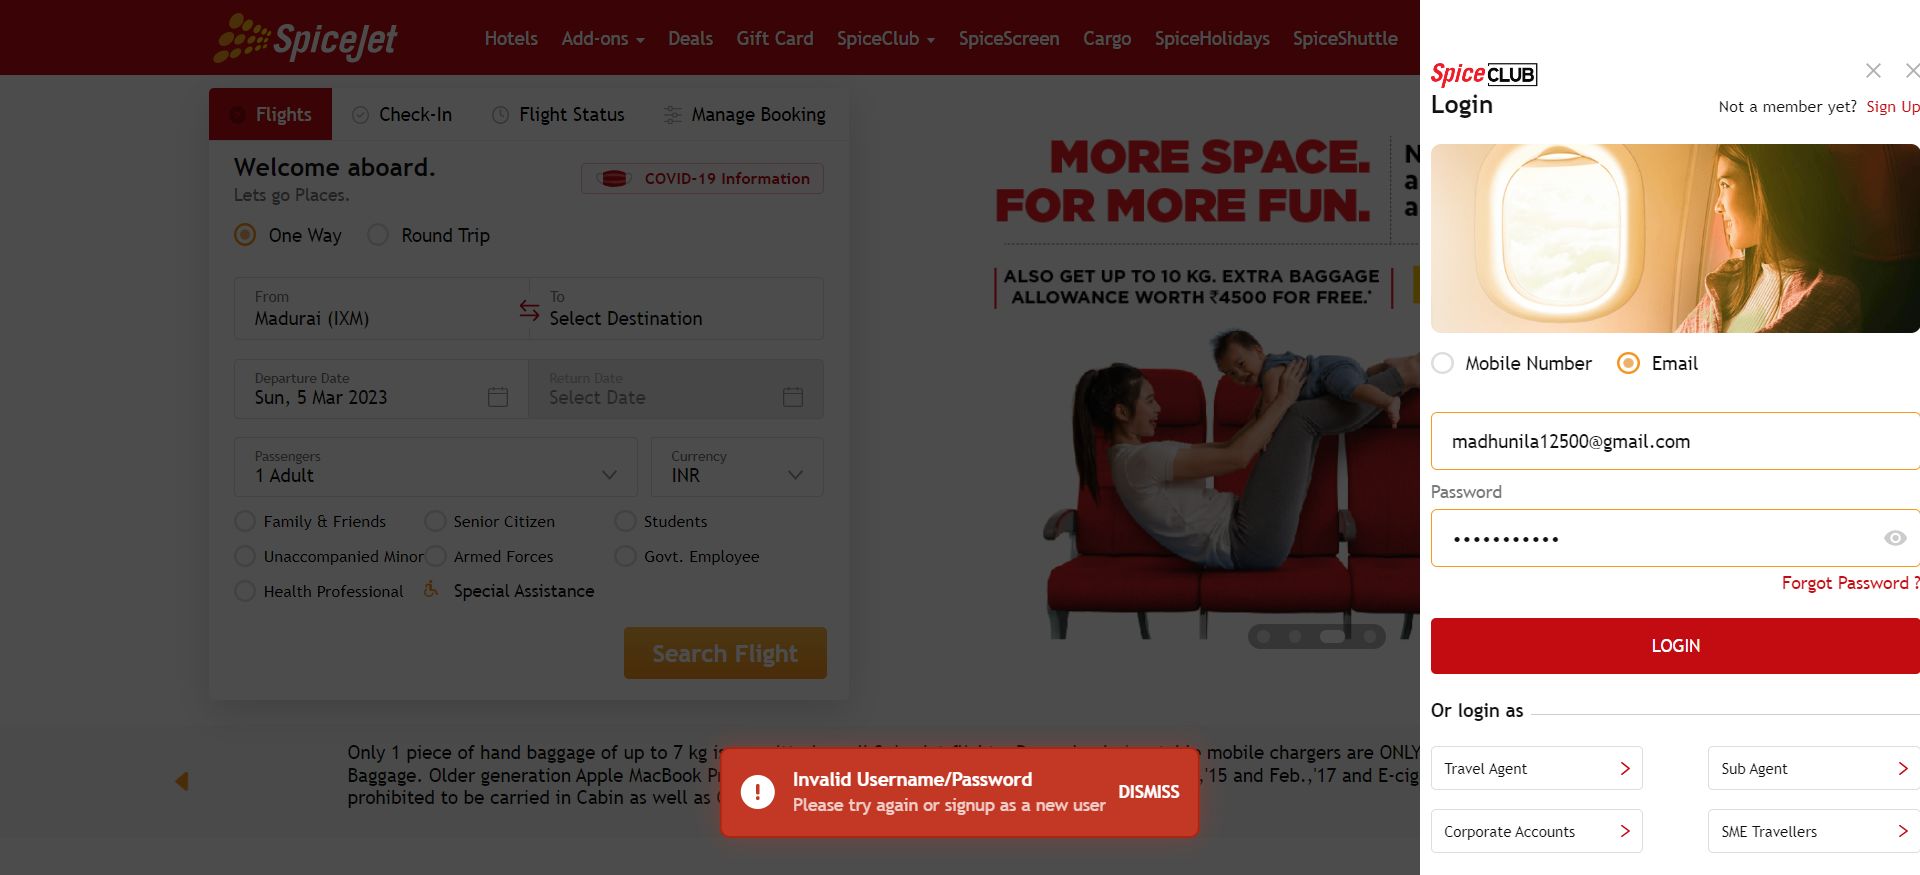 SpiceJet
Hotels
Add-ons
Deals
Gift Card
SpiceClub
SpiceScreen
Cargo
SpiceHolidays
SpiceShuttle
Flights
Check-In
Flight Status
Manage Booking
Welcome aboard.
Lets go Places.
COVID-19 Information
One Way
Round Trip
From
Madurai (IXM)
To
Select Destination
Departure Date
Sun, 5 Mar 2023
Return Date
Select Date
Passengers
1 Adult
Currency
INR
Family & Friends
Senior Citizen
Students
Unaccompanied Minor
Armed Forces
Govt. Employee
Health Professional
Special Assistance
Search Flight
MORE SPACE.
FOR MORE FUN.
N
a
a
ALSO GET UP TO 10 KG. EXTRA BAGGAGE
ALLOWANCE WORTH ₹4500 FOR FREE.*
Only 1 piece of hand baggage of up to 7 kg is mobile chargers are ONLY
Baggage. Older generation Apple MacBook ,'15 and Feb.,'17 and E-cig
prohibited to be carried in Cabin as well as
Invalid Username/Password
Please try again or signup as a new user
DISMISS
SpiceCLUB
Login
Not a member yet? Sign Up
Mobile Number
Email
madhunila12500@gmail.com
Password
•••••••••••
Forgot Password ?
LOGIN
Or login as
Travel Agent
Sub Agent
Corporate Accounts
SME Travellers